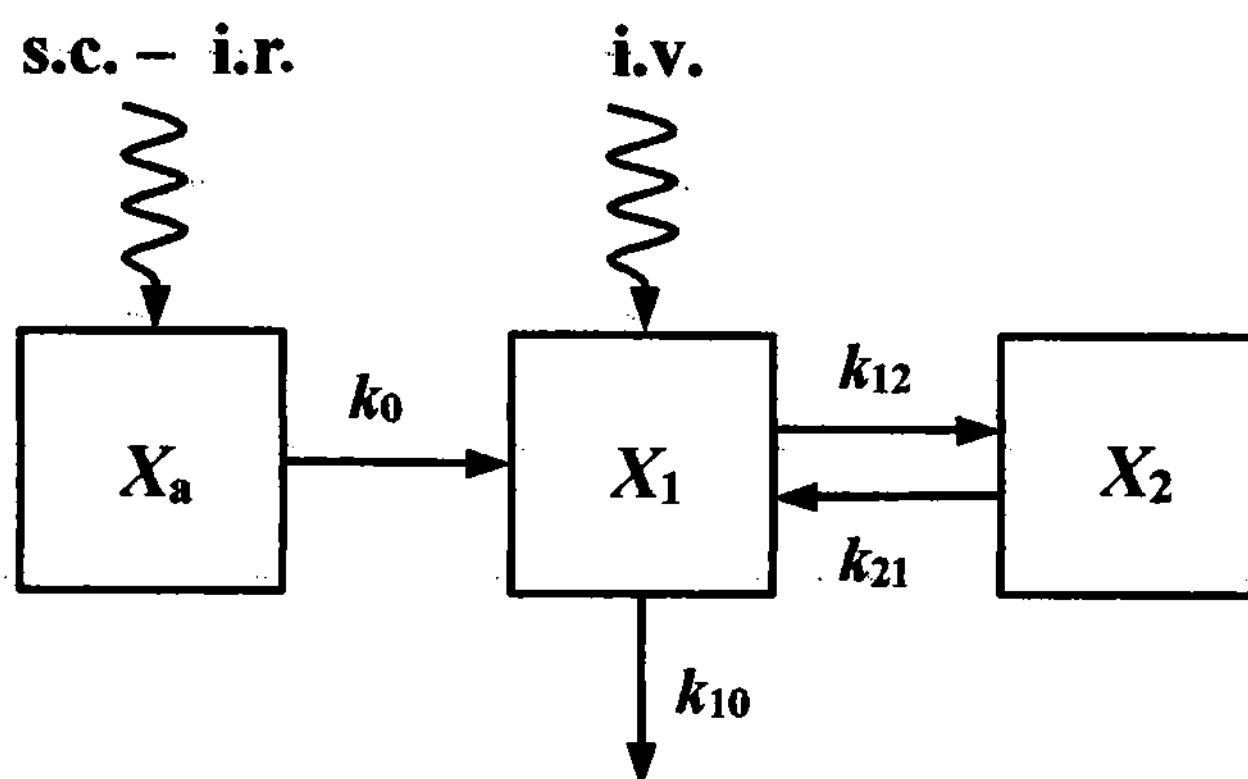 s.c. – i.r.
i.v.
k₀
k₁₂
Xₐ
X₁
X₂
k₂₁
k₁₀